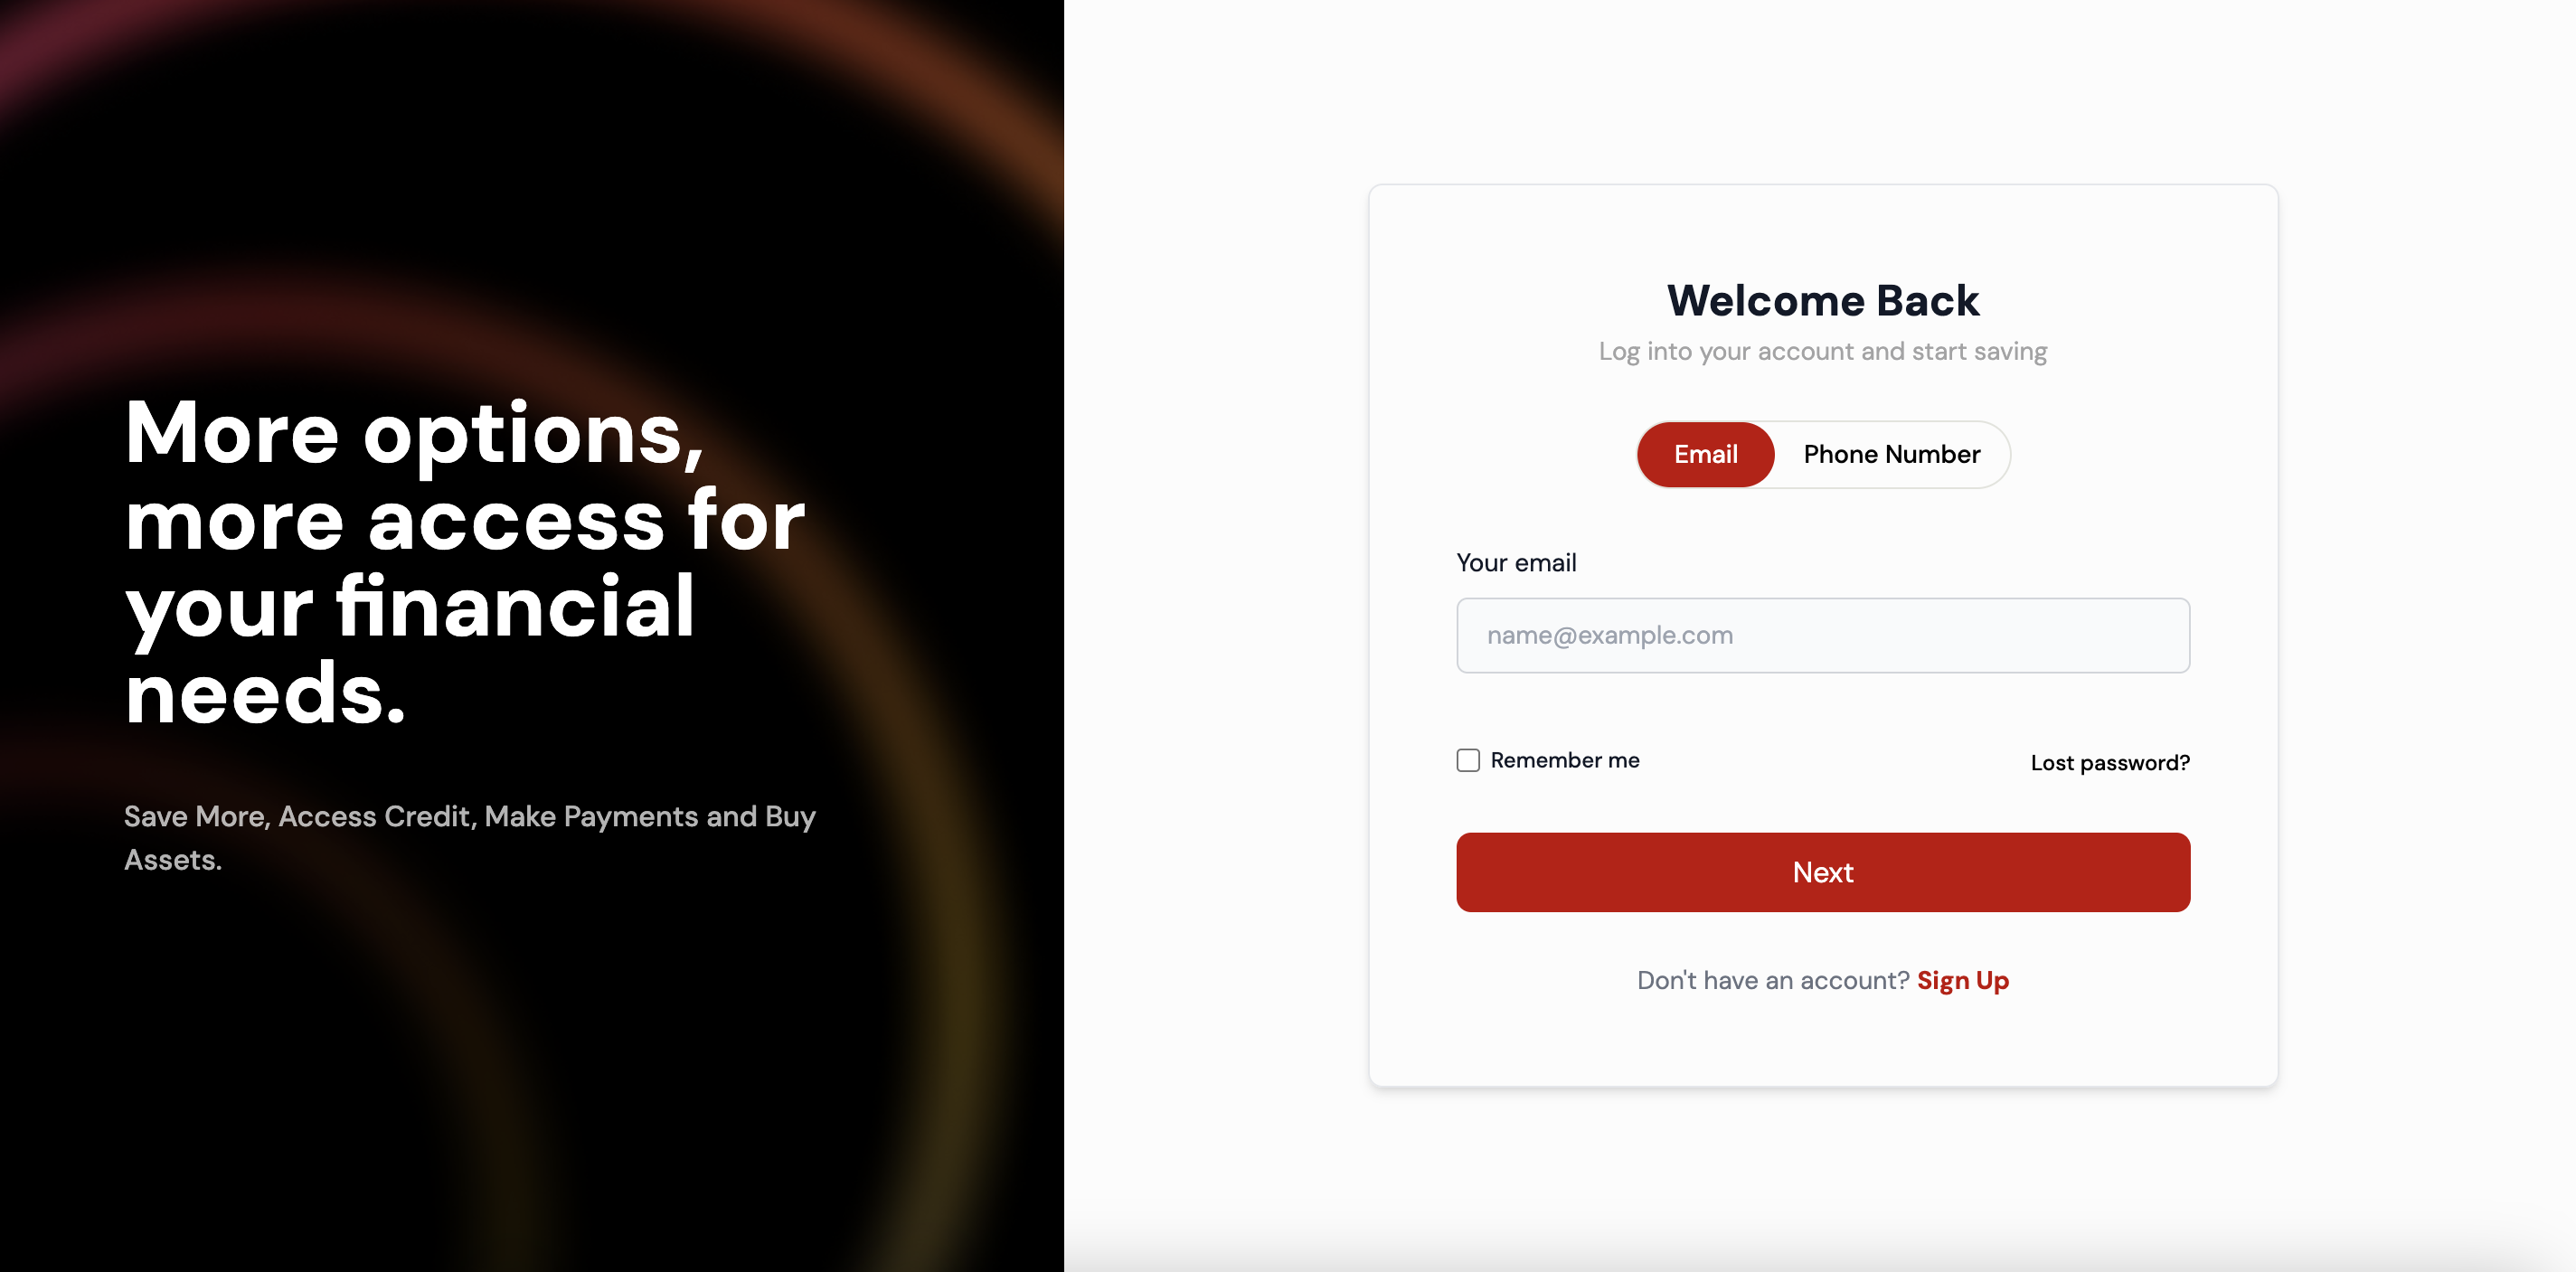 More options,
more access for
your financial
needs.
Save More, Access Credit, Make Payments and Buy
Assets.
Welcome Back
Log into your account and start saving
Email
Phone Number
Your email
name@example.com
Remember me
Lost password?
Next
Don't have an account? Sign Up